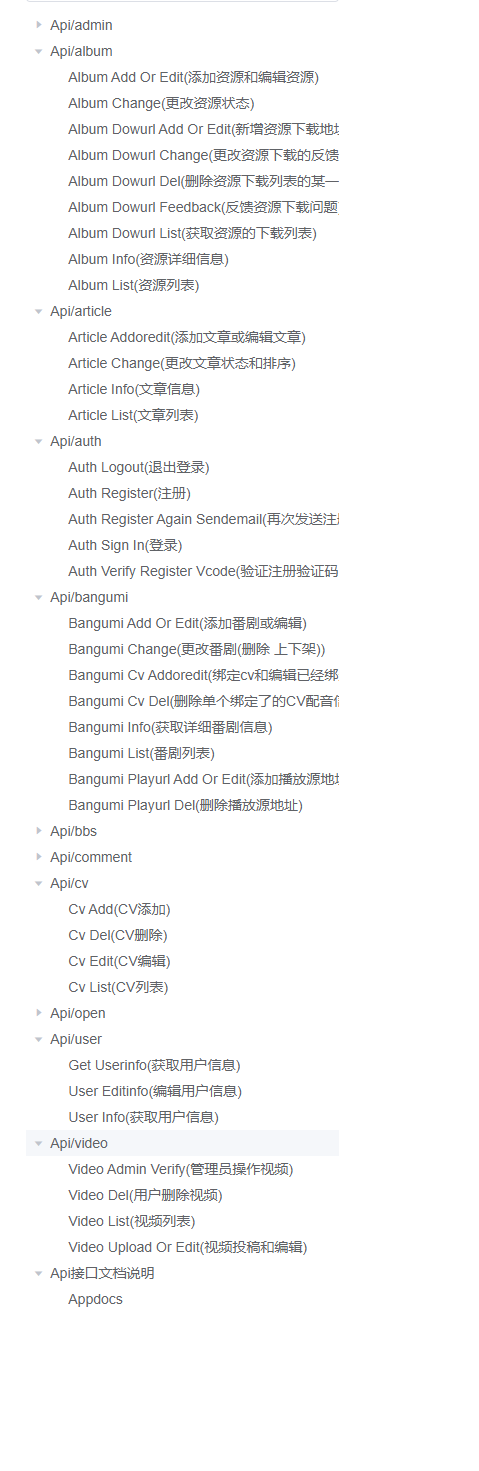 Api/admin
Api/album
Album Add Or Edit(添加资源和编辑资源)
Album Change(更改资源状态)
Album Dowurl Add Or Edit(新增资源下载地
Album Dowurl Change(更改资源下载的反馈
Album Dowurl Del(删除资源下载列表的某一
Album Dowurl Feedback(反馈资源下载问题
Album Dowurl List(获取资源的下载列表)
Album Info(资源详细信息)
Album List(资源列表)
Api/article
Article Addoredit(添加文章或编辑文章)
Article Change(更改文章状态和排序)
Article Info(文章信息)
Article List(文章列表)
Api/auth
Auth Logout(退出登录)
Auth Register(注册)
Auth Register Again Sendemail(再次发送注
Auth Sign In(登录)
Auth Verify Register Vcode(验证注册验证码
Api/bangumi
Bangumi Add Or Edit(添加番剧或编辑)
Bangumi Change(更改番剧(删除 上下架))
Bangumi Cv Addoredit(绑定cv和编辑已经绑
Bangumi Cv Del(删除单个绑定了的CV配音
Bangumi Info(获取详细番剧信息)
Bangumi List(番剧列表)
Bangumi Playurl Add Or Edit(添加播放源地
Bangumi Playurl Del(删除播放源地址)
Api/bbs
Api/comment
Api/cv
Cv Add(CV添加)
Cv Del(CV删除)
Cv Edit(CV编辑)
Cv List(CV列表)
Api/open
Api/user
Get Userinfo(获取用户信息)
User Editinfo(编辑用户信息)
User Info(获取用户信息)
Api/video
Video Admin Verify(管理员操作视频)
Video Del(用户删除视频)
Video List(视频列表)
Video Upload Or Edit(视频投稿和编辑)
Api接口文档说明
Appdocs